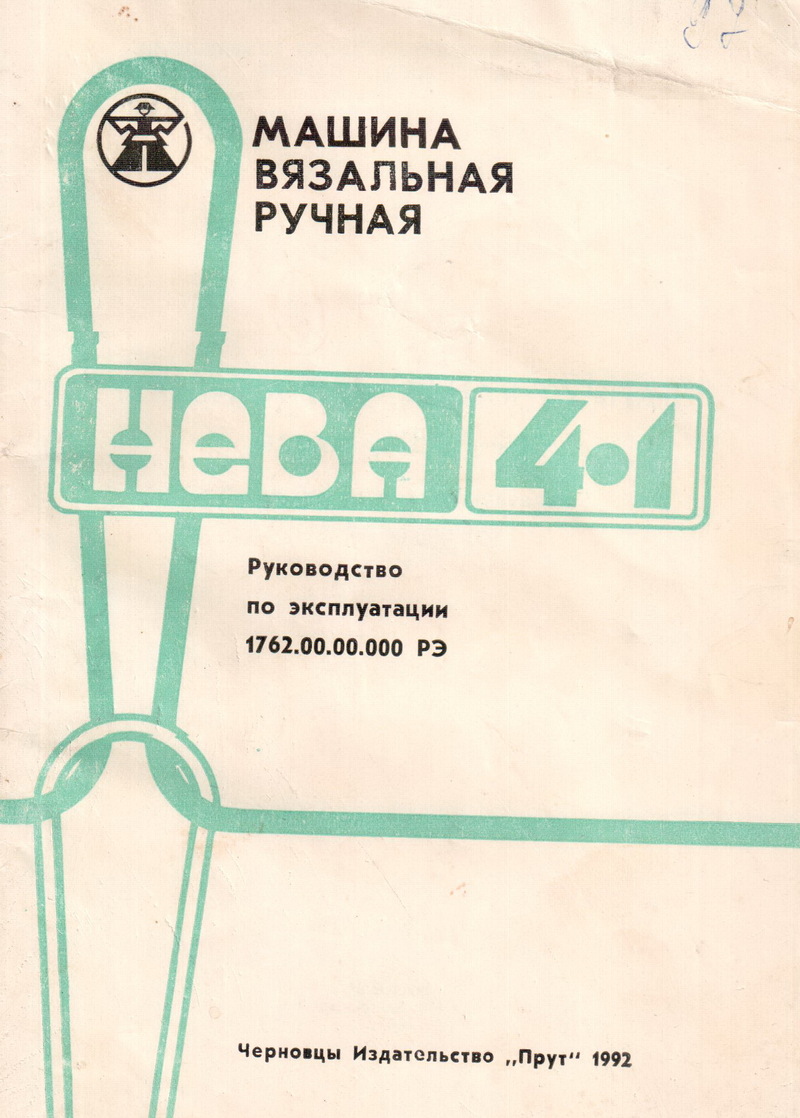 МАШИНА
ВЯЗАЛЬНАЯ
РУЧНАЯ
НЕВА 4·1
Руководство
по эксплуатации
1762.00.00.000 РЭ
Черновцы Издательство „Прут“ 1992